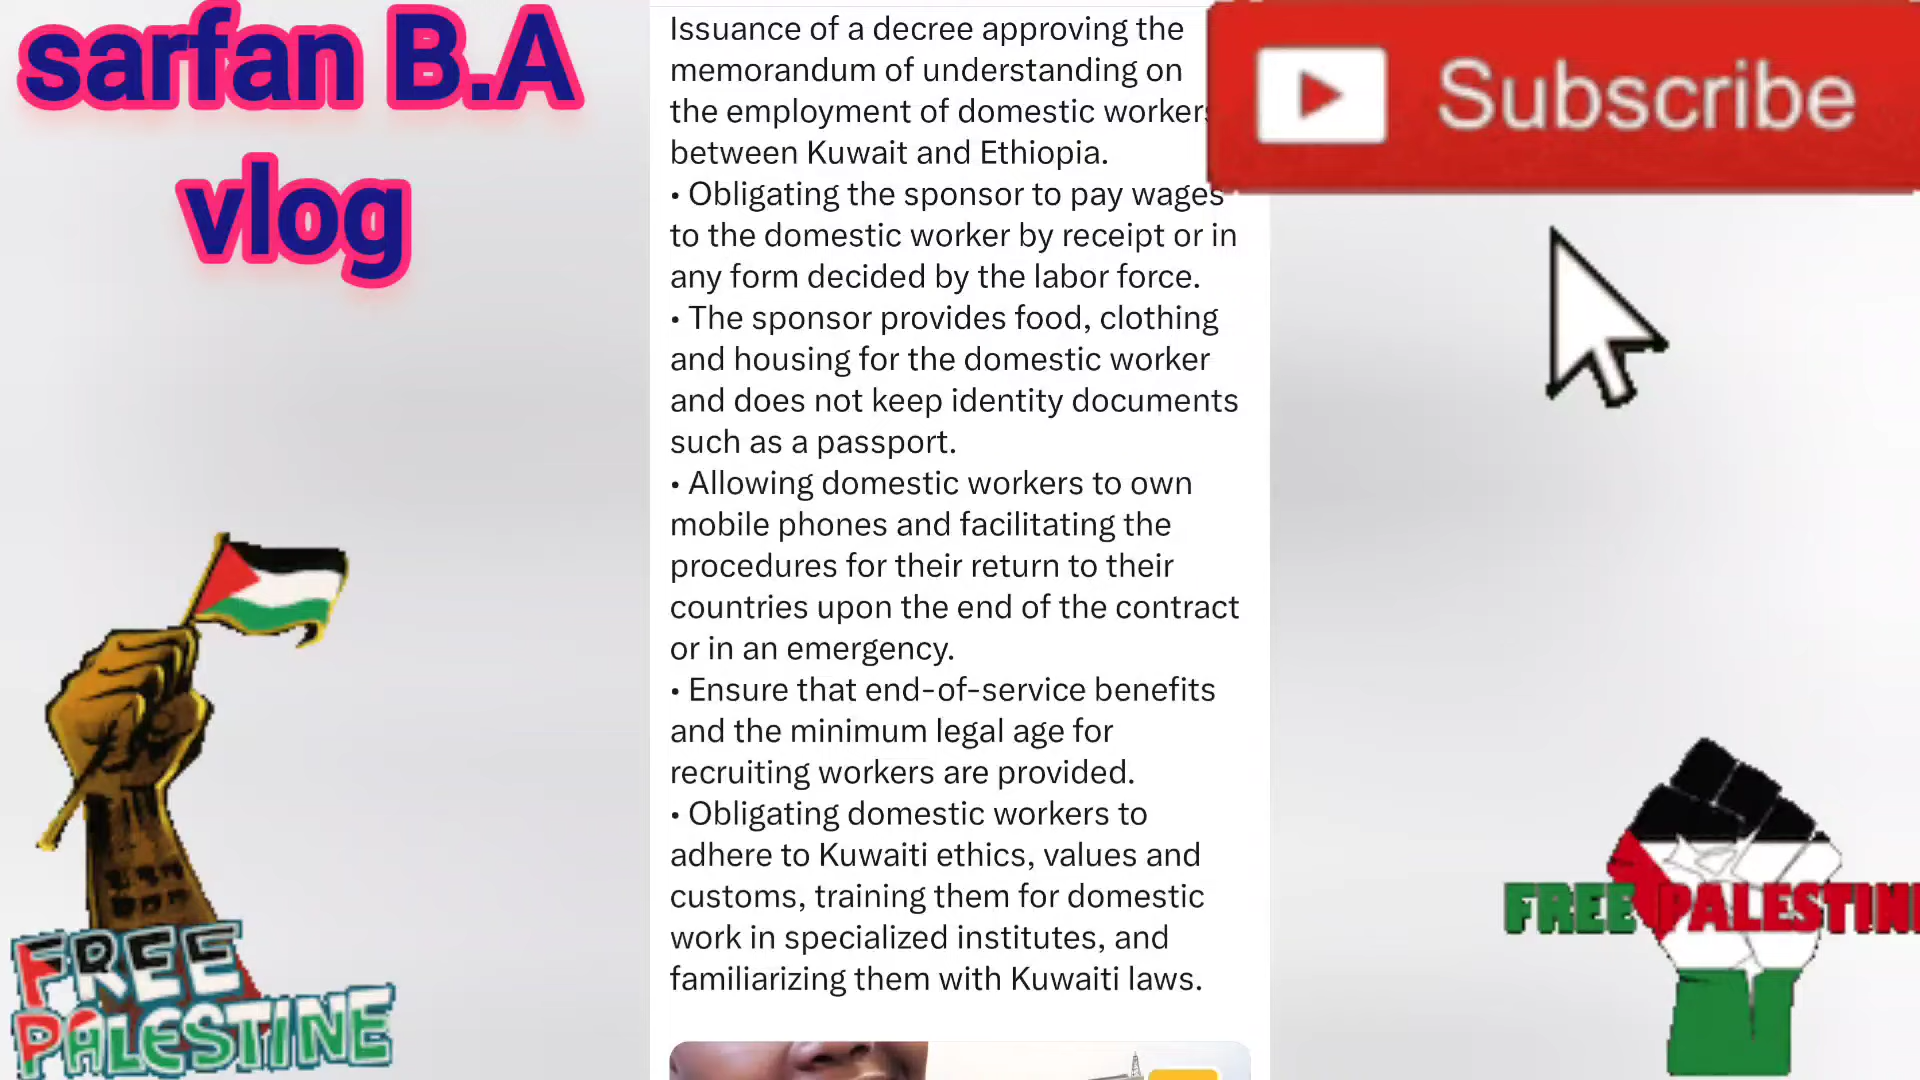 sarfan B.A
vlog
Issuance of a decree approving the
memorandum of understanding on
the employment of domestic workers
between Kuwait and Ethiopia.
• Obligating the sponsor to pay wages
to the domestic worker by receipt or in
any form decided by the labor force.
• The sponsor provides food, clothing
and housing for the domestic worker
and does not keep identity documents
such as a passport.
• Allowing domestic workers to own
mobile phones and facilitating the
procedures for their return to their
countries upon the end of the contract
or in an emergency.
• Ensure that end-of-service benefits
and the minimum legal age for
recruiting workers are provided.
• Obligating domestic workers to
adhere to Kuwaiti ethics, values and
customs, training them for domestic
work in specialized institutes, and
familiarizing them with Kuwaiti laws.
Subscribe
FREE
PALESTINE
FREE PALESTIN